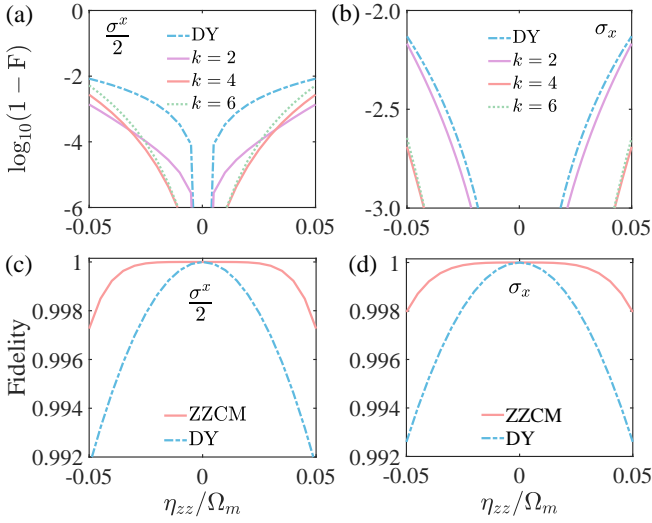 (a)
σ^x/2
DY
k = 2
k = 4
k = 6
0
-2
-4
-6
log₁₀(1 − F)
-0.05
0
0.05
(b)
σ_x
DY
k = 2
k = 4
k = 6
-2.0
-2.5
-3.0
-0.05
0
0.05
(c)
σ^x/2
1
0.998
0.996
0.994
0.992
Fidelity
ZZCM
DY
-0.05
0
0.05
η_zz/Ω_m
(d)
σ_x
1
0.998
0.996
0.994
0.992
ZZCM
DY
-0.05
0
0.05
η_zz/Ω_m